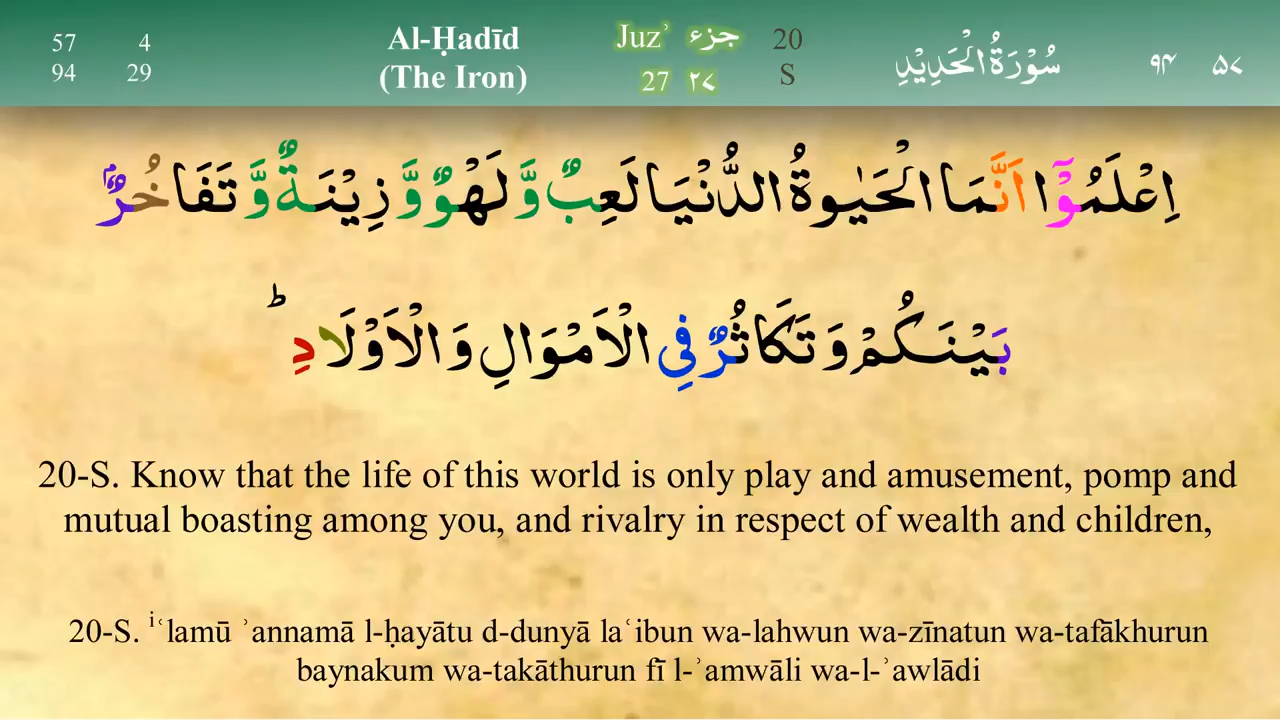 57 4 Al-Ḥadīd Juzʾ جزء 20 سُوْرَةُ الْحَدِيْدِ ٩٤ ٥٧
94 29 (The Iron) 27 ٢٧ S
اِعْلَمُوْٓا اَنَّمَا الْحَيٰوةُ الدُّنْيَا لَعِبٌ وَّ لَهْوٌ وَّ زِيْنَةٌ وَّ تَفَاخُرٌۢ
بَيْنَكُمْ وَ تَكَاثُرٌ فِي الْاَمْوَالِ وَ الْاَوْلَادِ ؕ
20-S. Know that the life of this world is only play and amusement, pomp and
mutual boasting among you, and rivalry in respect of wealth and children,
20-S. ⁱʿlamū ʾannamā l-ḥayātu d-dunyā laʿibun wa-lahwun wa-zīnatun wa-tafākhurun
baynakum wa-takāthurun fī l-ʾamwāli wa-l-ʾawlādi